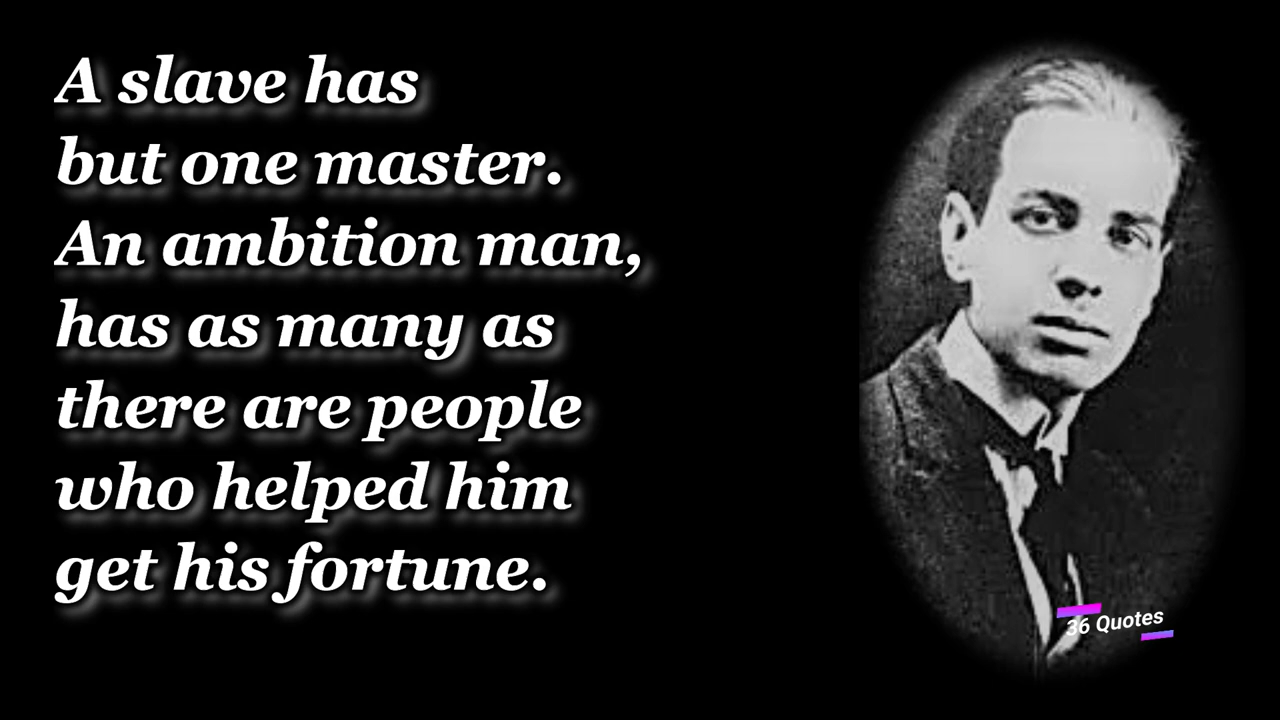 A slave has
but one master.
An ambition man,
has as many as
there are people
who helped him
get his fortune.
36 Quotes